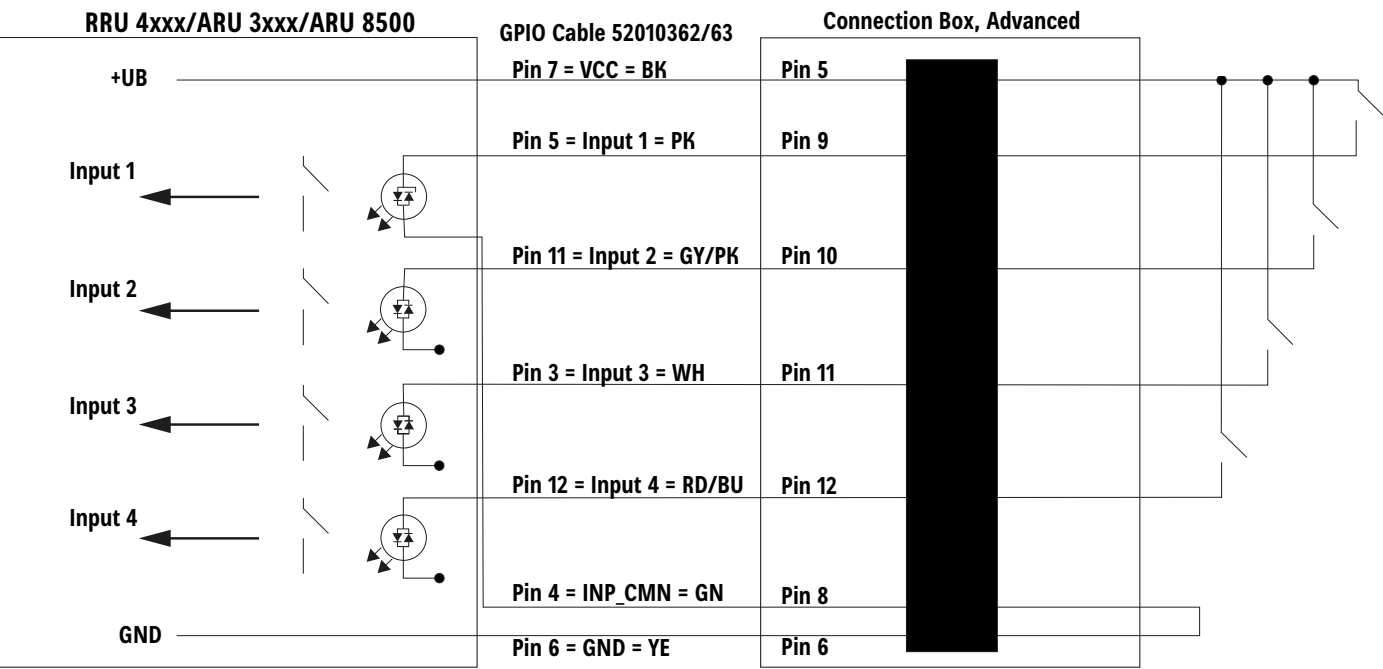 RRU 4xxx/ARU 3xxx/ARU 8500
GPIO Cable 52010362/63
Connection Box, Advanced
+UB
Pin 7 = VCC = BK
Pin 5
Pin 5 = Input 1 = PK
Pin 9
Input 1
Pin 11 = Input 2 = GY/PK
Pin 10
Input 2
Pin 3 = Input 3 = WH
Pin 11
Input 3
Pin 12 = Input 4 = RD/BU
Pin 12
Input 4
Pin 4 = INP_CMN = GN
Pin 8
GND
Pin 6 = GND = YE
Pin 6